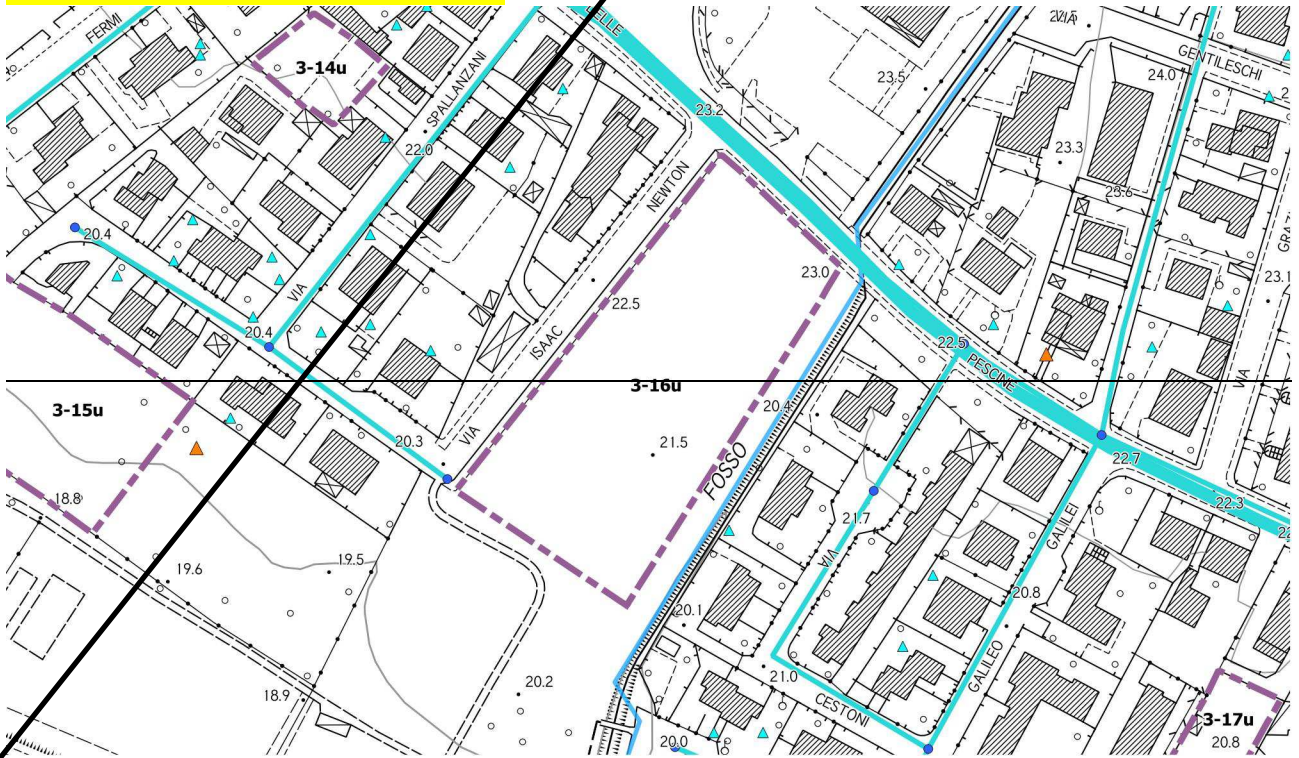 FERMI
3-14u
SPALLANZANI
22.0
VIA
20.4
20.4
3-15u
18.8
19.6
19.5
18.9
20.3
VIA
ISAAC
NEWTON
22.5
23.2
23.0
3-16u
21.5
20.4
FOSSO
20.1
20.2
20.0
23.5
VIA
GENTILESCHI
24.0
23.3
23.6
23.1
VIA
22.5
PESCINE
22.7
22.3
21.7
VIA
GALILEI
20.8
GALILEO
21.0
CESTONI
3-17u
20.8